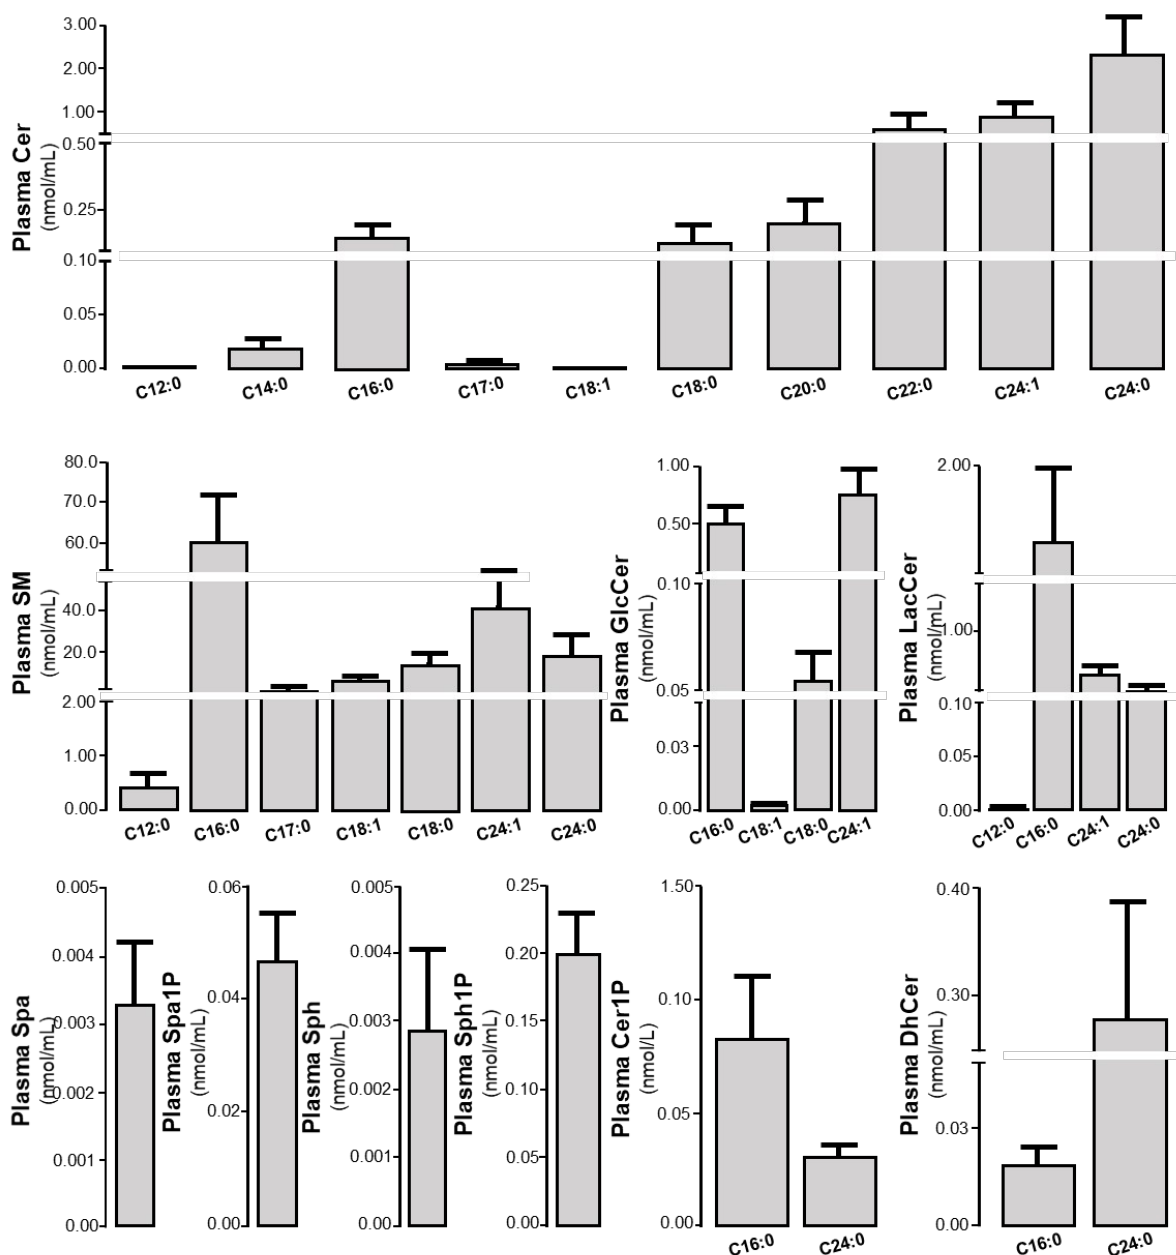 Plasma Cer
(nmol/mL)
3.00
2.00
1.00
0.50
0.25
0.10
0.05
0.00
C12:0 C14:0 C16:0 C17:0 C18:1 C18:0 C20:0 C22:0 C24:1 C24:0
Plasma SM
(nmol/mL)
80.0
70.0
60.0
40.0
20.0
2.00
1.00
0.00
C12:0 C16:0 C17:0 C18:1 C18:0 C24:1 C24:0
Plasma GlcCer
(nmol/mL)
1.00
0.50
0.10
0.05
0.03
0.00
C16:0 C18:1 C18:0 C24:1
Plasma LacCer
(nmol/mL)
2.00
1.00
0.10
0.05
0.00
C12:0 C16:0 C24:1 C24:0
Plasma Spa
(nmol/mL)
0.005
0.004
0.003
0.002
0.001
0.00
Plasma Spa1P
(nmol/mL)
0.06
0.04
0.02
0.00
Plasma Sph
(nmol/mL)
0.005
0.004
0.003
0.002
0.001
0.00
Plasma Sph1P
(nmol/mL)
0.25
0.20
0.15
0.10
0.05
0.00
Plasma Cer1P
(nmol/L)
1.50
0.10
0.05
0.00
C16:0 C24:0
Plasma DhCer
(nmol/mL)
0.40
0.30
0.03
0.00
C16:0 C24:0